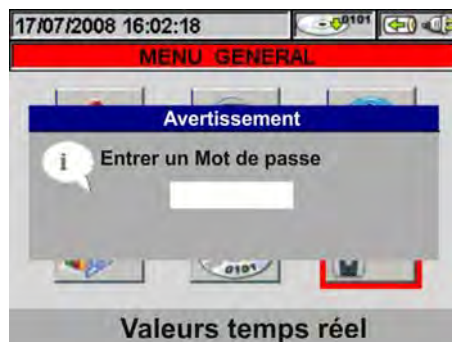 17/07/2008 16:02:18
0101
MENU GENERAL
Avertissement
i
Entrer un Mot de passe
0101
Valeurs temps réel